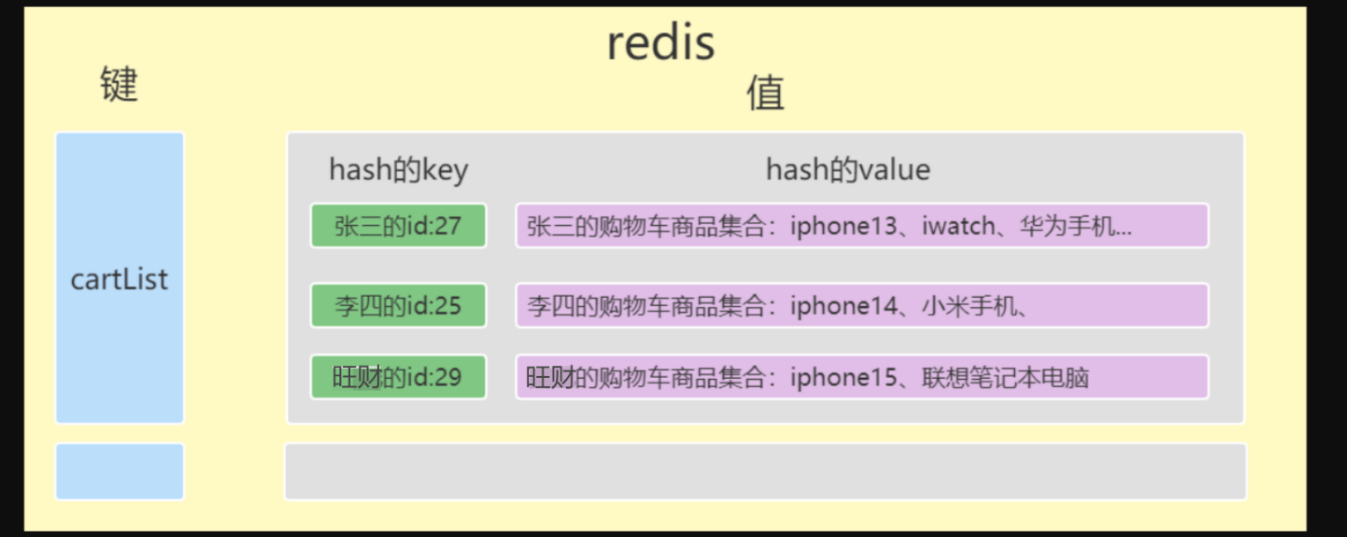 redis
键
值
hash的key
hash的value
cartList
张三的id:27
张三的购物车商品集合：iphone13、iwatch、华为手机...
李四的id:25
李四的购物车商品集合：iphone14、小米手机、
旺财的id:29
旺财的购物车商品集合：iphone15、联想笔记本电脑